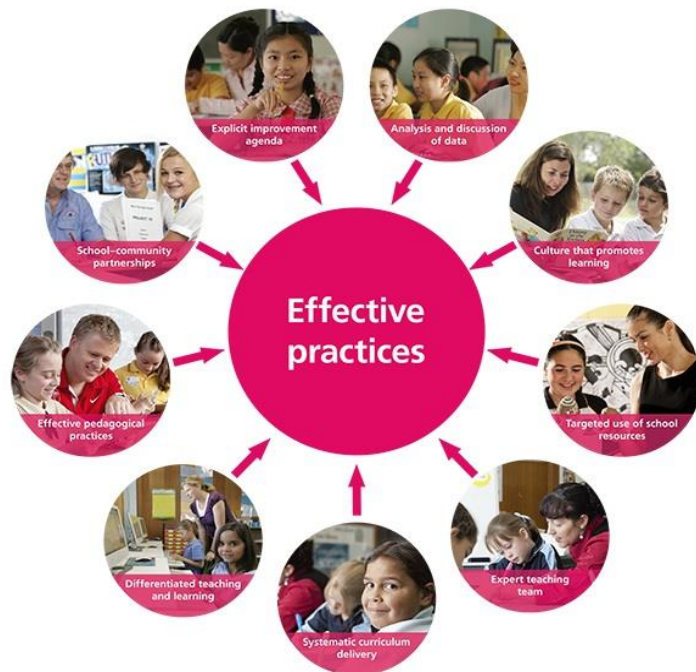 Explicit improvement
agenda
Analysis and discussion
of data
School–community
partnerships
Culture that promotes
learning
Effective
practices
Effective pedagogical
practices
Targeted use of school
resources
Differentiated teaching
and learning
Expert teaching
team
Systematic curriculum
delivery